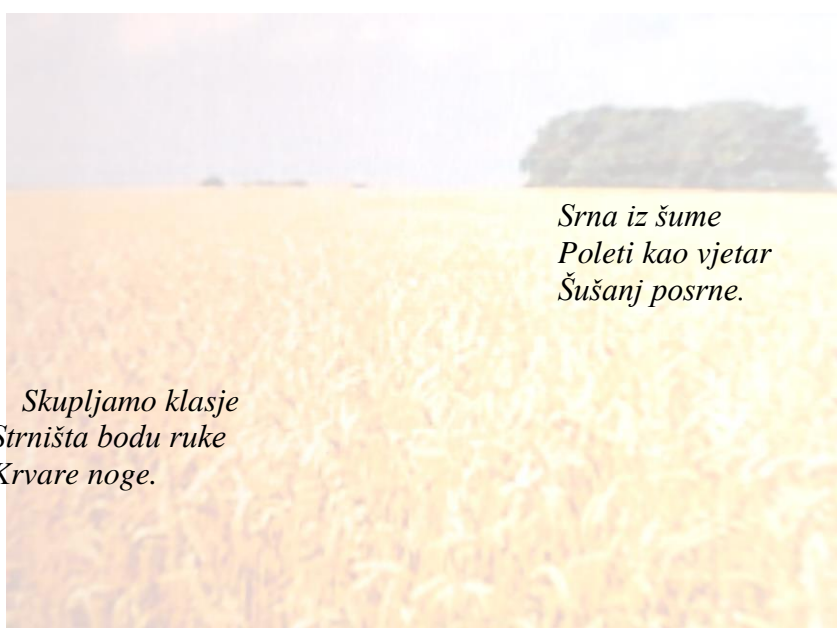 Srna iz šume
Poleti kao vjetar
Šušanj posrne.
Skupljamo klasje
Strništa bodu ruke
Krvare noge.